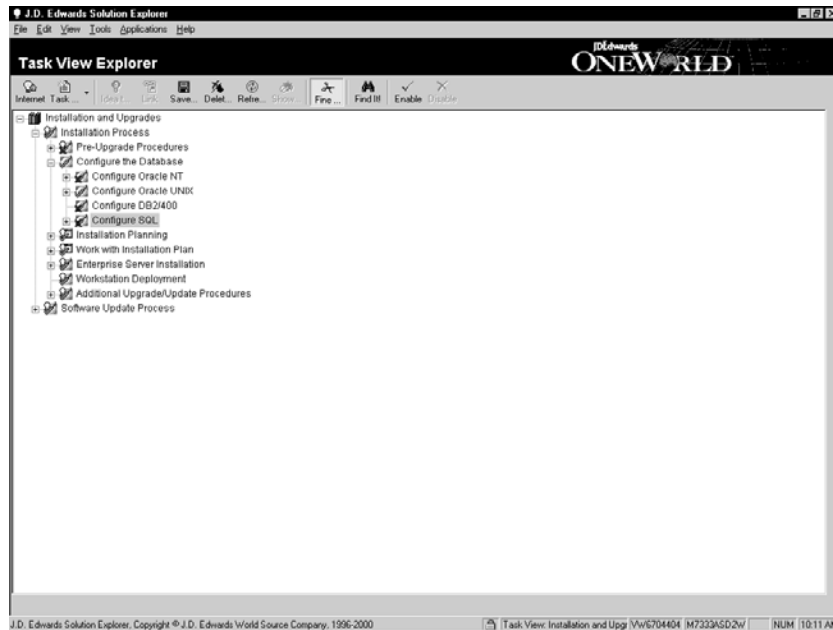 J.D. Edwards Solution Explorer
File Edit View Tools Applications Help
JDEdwards
Task View Explorer
ONEWORLD
Internet Task ... Idea t... Link Save... Delet... Refre... Show... Fine ... Find It! Enable Disable
Installation and Upgrades
Installation Process
Pre-Upgrade Procedures
Configure the Database
Configure Oracle NT
Configure Oracle UNIX
Configure DB2/400
Configure SQL
Installation Planning
Work with Installation Plan
Enterprise Server Installation
Workstation Deployment
Additional Upgrade/Update Procedures
Software Update Process
J.D. Edwards Solution Explorer, Copyright © J.D. Edwards World Source Company, 1996-2000 Task View: Installation and Upgr VW6704404 M7333ASD2W NUM 10:11 AM